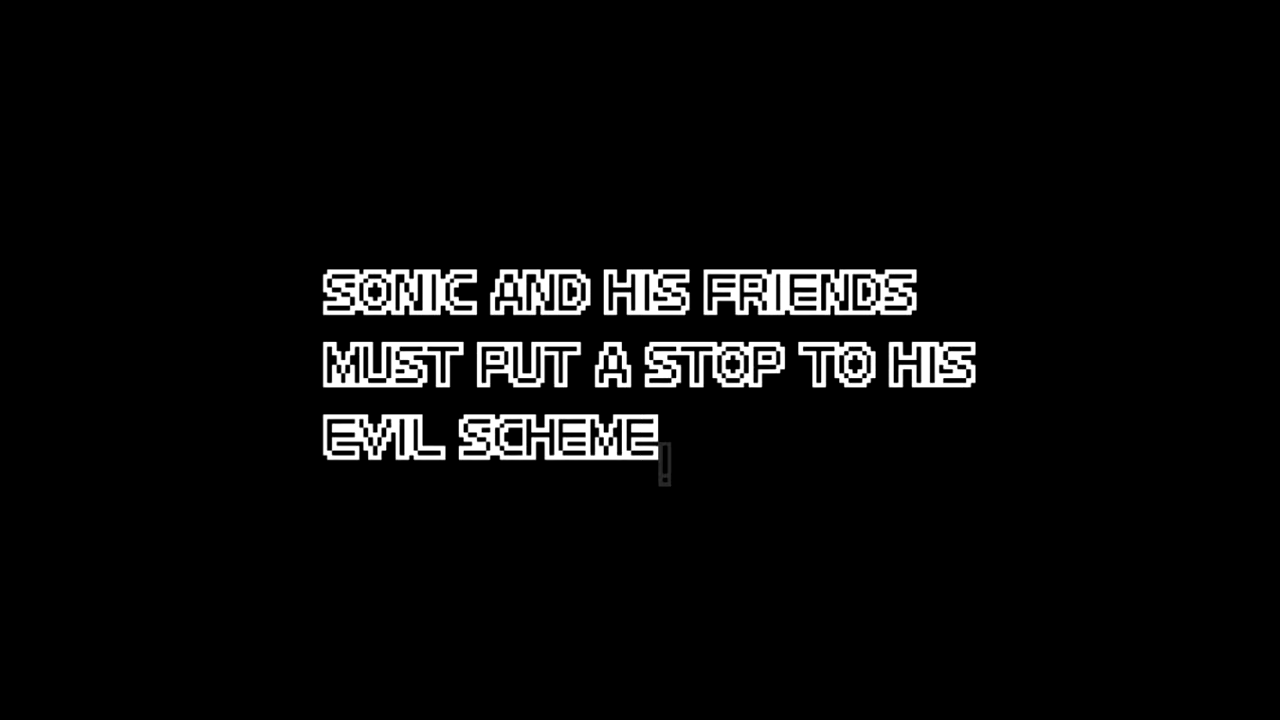 SONIC AND HIS FRIENDS
MUST PUT A STOP TO HIS
EVIL SCHEME!